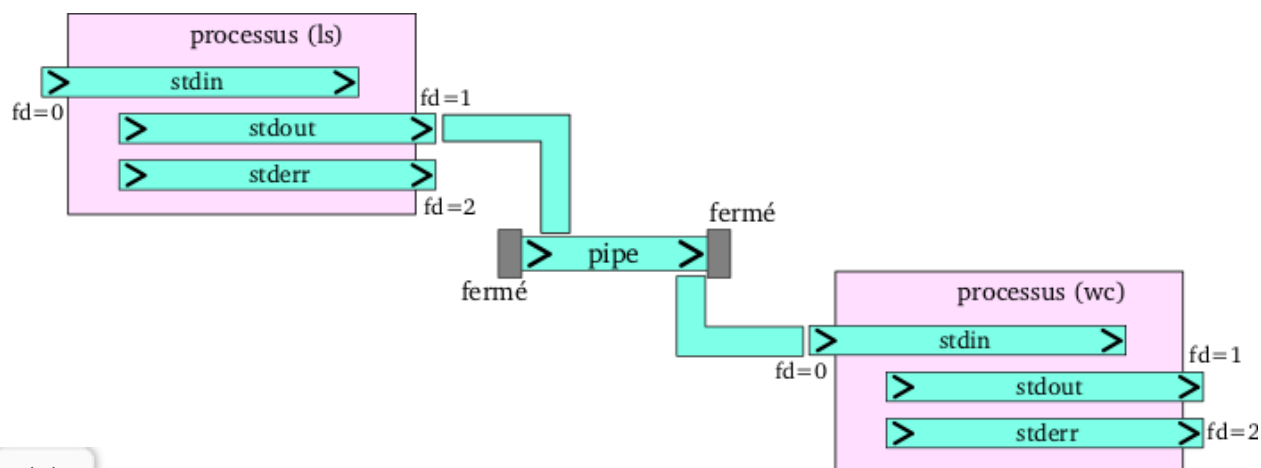 processus (ls)
stdin
fd=0
fd=1
stdout
stderr
fd=2
fermé
pipe
fermé
processus (wc)
stdin
fd=0
fd=1
stdout
stderr
fd=2